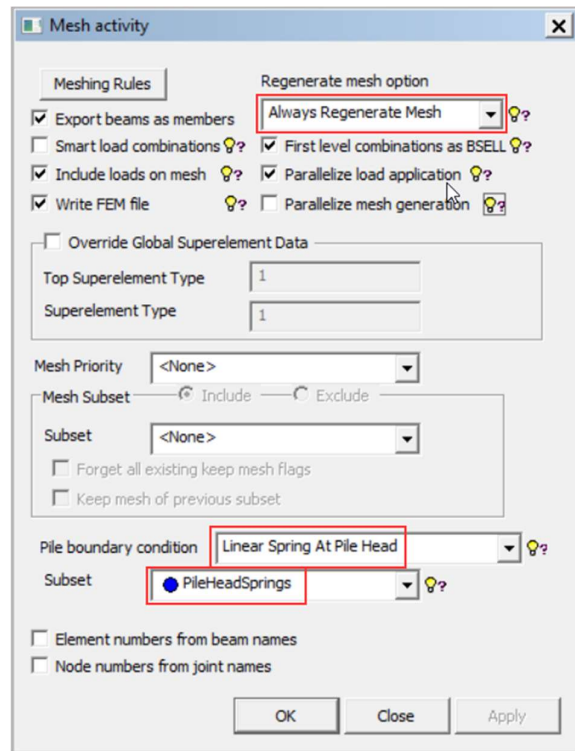 Mesh activity
Meshing Rules
Regenerate mesh option
Always Regenerate Mesh
Export beams as members
Smart load combinations
First level combinations as BSELL
Include loads on mesh
Parallelize load application
Write FEM file
Parallelize mesh generation
Override Global Superelement Data
Top Superelement Type 1
Superelement Type 1
Mesh Priority <None>
Mesh Subset Include Exclude
Subset <None>
Forget all existing keep mesh flags
Keep mesh of previous subset
Pile boundary condition Linear Spring At Pile Head
Subset PileHeadSprings
Element numbers from beam names
Node numbers from joint names
OK Close Apply